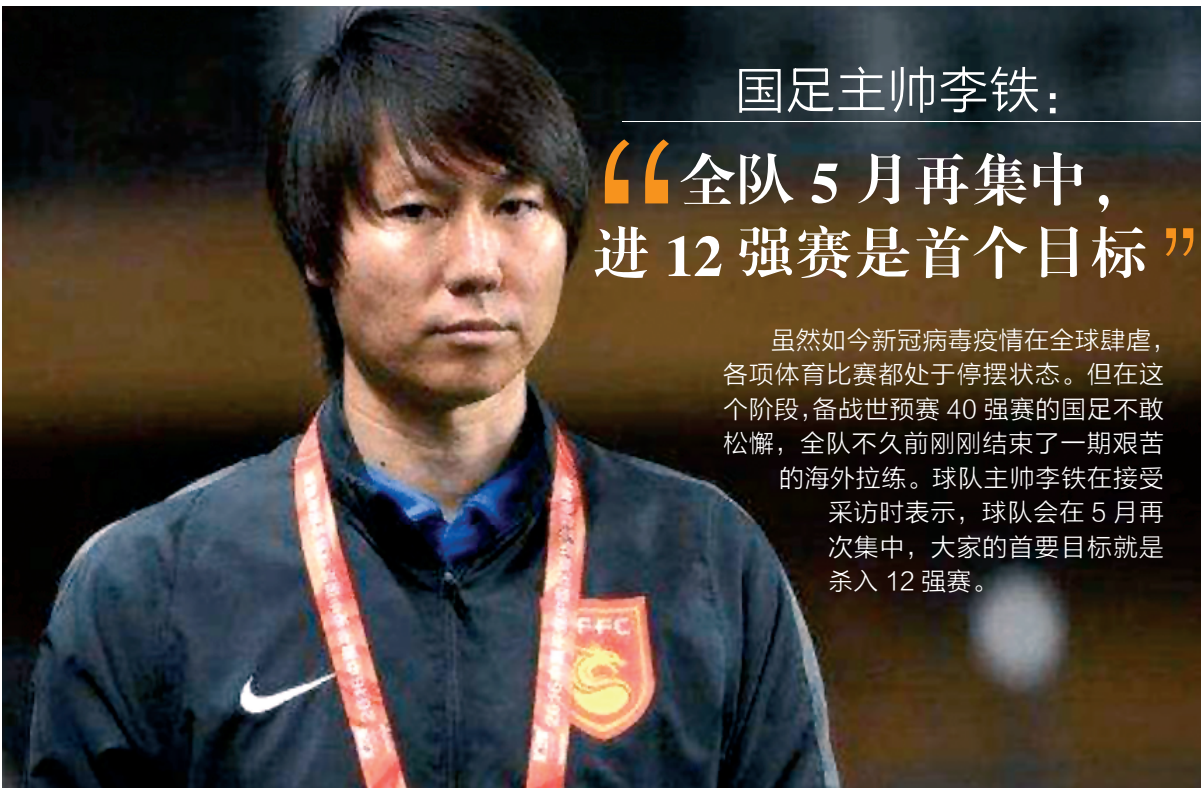 国足主帅李铁：
“全队 5 月再集中，
进 12 强赛是首个目标”
虽然如今新冠病毒疫情在全球肆虐，
各项体育比赛都处于停摆状态。但在这
个阶段，备战世预赛 40 强赛的国足不敢
松懈，全队不久前刚刚结束了一期艰苦
的海外拉练。球队主帅李铁在接受
采访时表示，球队会在 5 月再
次集中，大家的首要目标就是
杀入 12 强赛。
FFC